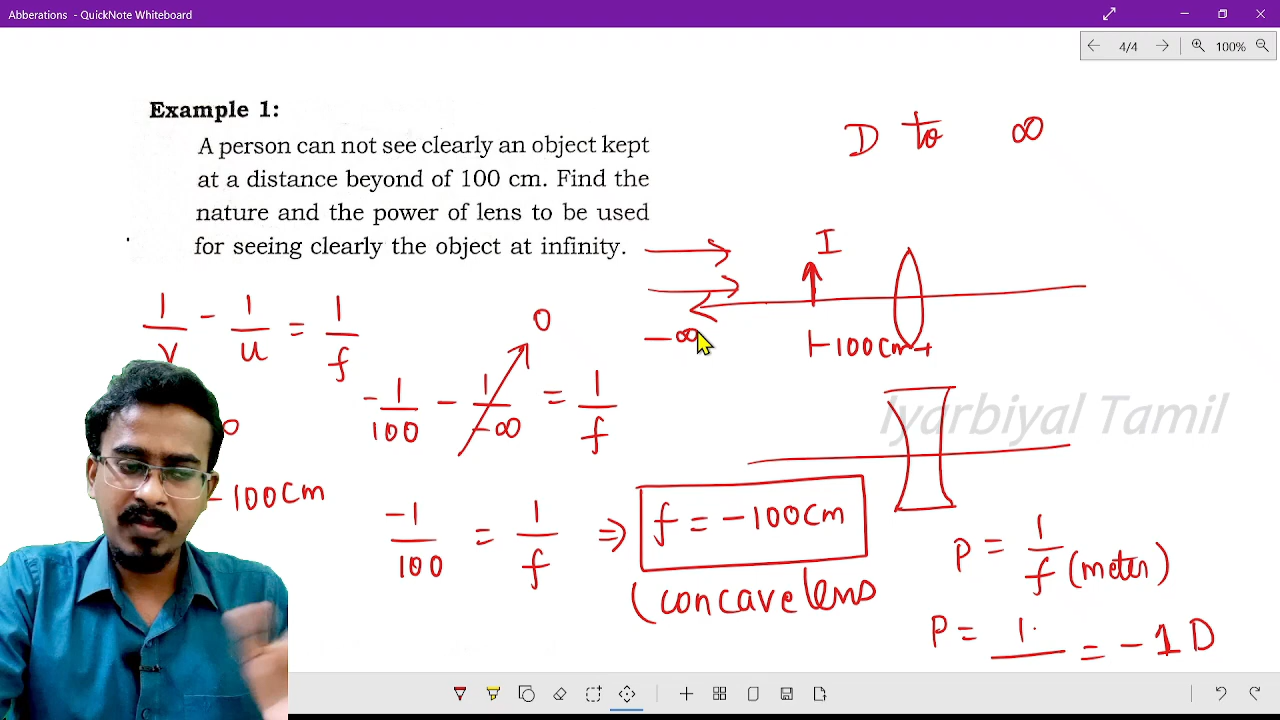 Abberations - QuickNote Whiteboard
4/4
100%
Example 1:
A person can not see clearly an object kept
at a distance beyond of 100 cm. Find the
nature and the power of lens to be used
for seeing clearly the object at infinity.
D to ∞
I
-∞
100cm
1/v - 1/u = 1/f
-1/100 - 1/-∞ = 1/f
0
-100cm
-1/100 = 1/f ⇒ f = -100cm
(concave lens
Iyarbiyal Tamil
P = 1/f (meter)
P = 1 = -1 D